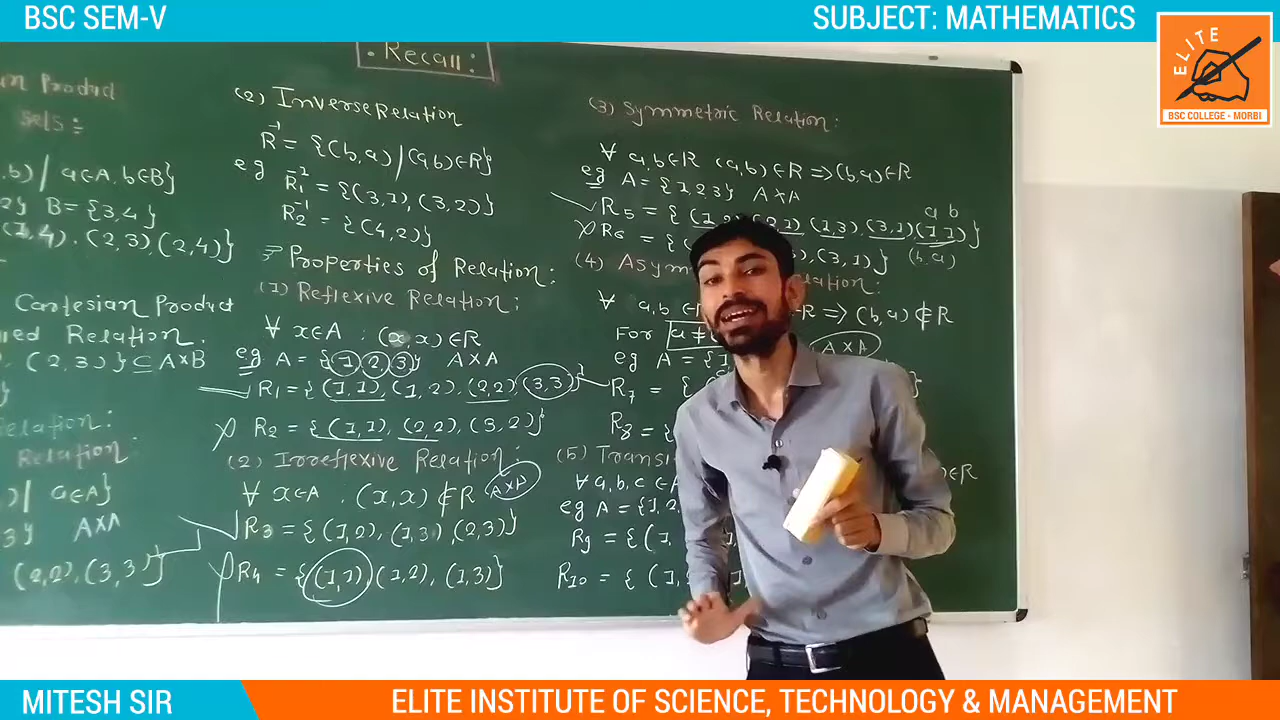 BSC SEM-V
SUBJECT: MATHEMATICS
ELITE
BSC COLLEGE - MORBI
. Recall:
Product
Sets :=
,b) / a∈A, b∈B}
2} B = {3,4}
(1,4), (2,3) (2,4)}
Cartesian Product
Relation.
(2,3)} ⊆ A×B
Relation:
Relation
)/ a∈A}
3} A×A
(2,2), (3,3)}
(2) Inverse Relation
R⁻¹ = {(b,a) / (a,b)∈R}
eg R₁⁻¹ = {(3,1), (3,2)}
R₂⁻¹ = {(4,2)}
Properties of Relation:
(1) Reflexive Relation:
∀ x∈A : (x,x)∈R
eg A = {1,2,3} A×A
R₁ = {(1,1), (1,2), (2,2), (3,3)}
R₂ = {(1,1), (2,2), (3,2)}
(2) Irreflexive Relation:
∀ x∈A . (x,x) ∉ R A×A
R₃ = {(1,2), (1,3), (2,3)}
R₄ = {(1,1), (1,2), (1,3)}
(3) Symmetric Relation:
∀ a,b∈R (a,b)∈R => (b,a)∈R
eg A = {1,2,3} A×A
a b
R₅ = {(1,2), (2,1), (1,3), (3,1) (1,1)}
R₆ = {( ), (3,1)} (b,a)
(4) Asym lation:
∀ a,b ∈ R => (b,a) ∉ R
For a ≠ A×A
eg A = {1
R₇ = {
R₈ = {
(5) Transi
∀ a,b,c ∈A )∈R
eg A = {1,2
R₉ = {(1,
R₁₀ = {(1,
MITESH SIR
ELITE INSTITUTE OF SCIENCE, TECHNOLOGY & MANAGEMENT